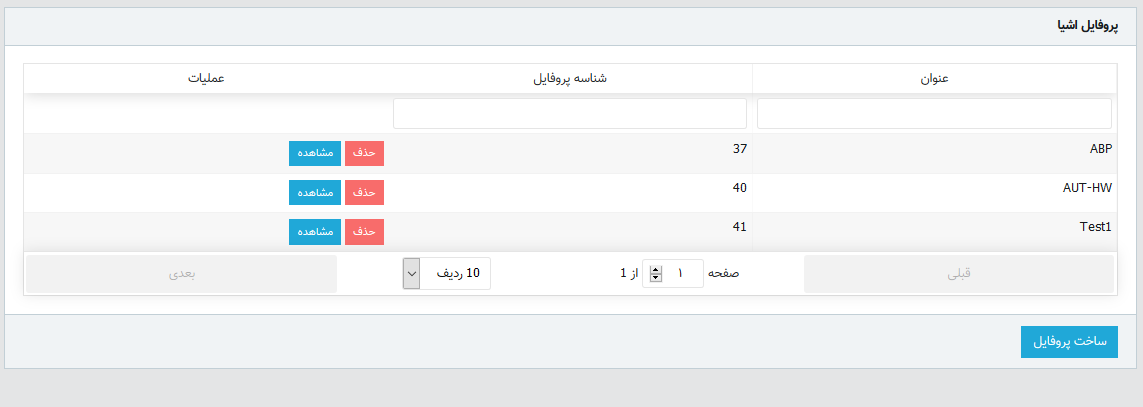 پروفایل اشیا
عنوان شناسه پروفایل عملیات
ABP 37 حذف مشاهده
AUT-HW 40 حذف مشاهده
Test1 41 حذف مشاهده
قبلی صفحه ۱ از 1 10 ردیف بعدی
ساخت پروفایل